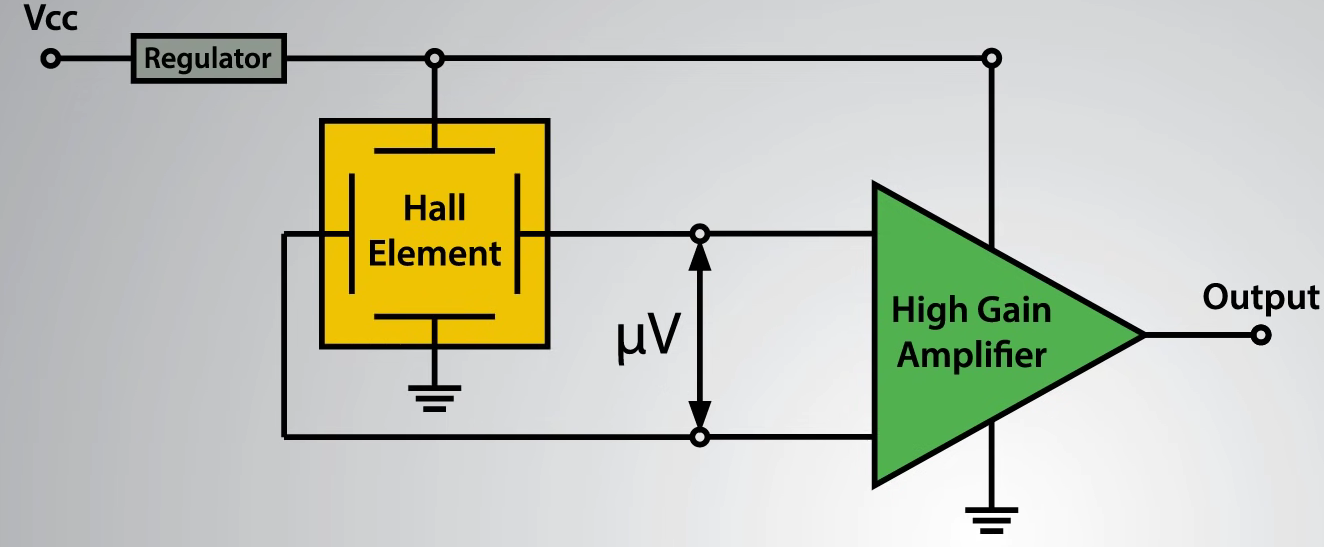 Vcc
Regulator
Hall
Element
µV
High Gain
Amplifier
Output